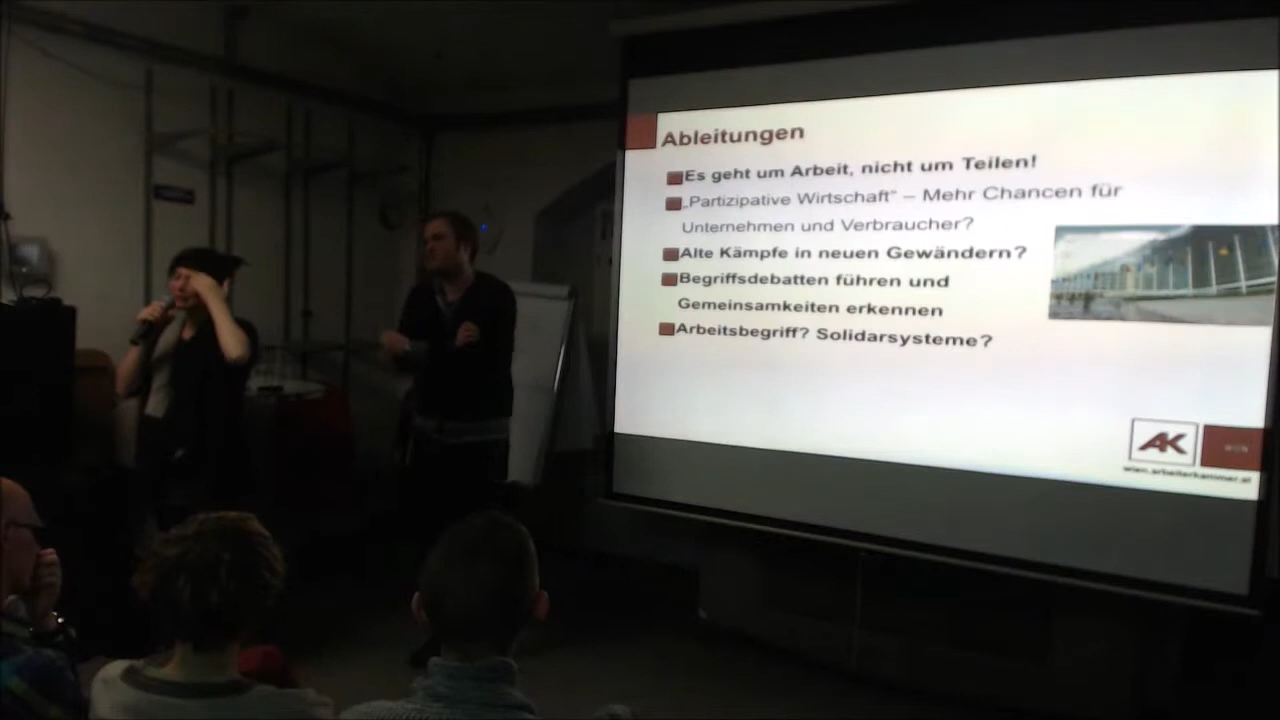 Ableitungen
Es geht um Arbeit, nicht um Teilen!
„Partizipative Wirtschaft“ – Mehr Chancen für
Unternehmen und Verbraucher?
Alte Kämpfe in neuen Gewändern?
Begriffsdebatten führen und
Gemeinsamkeiten erkennen
Arbeitsbegriff? Solidarsysteme?
AK
WIEN
wien.arbeiterkammer.at